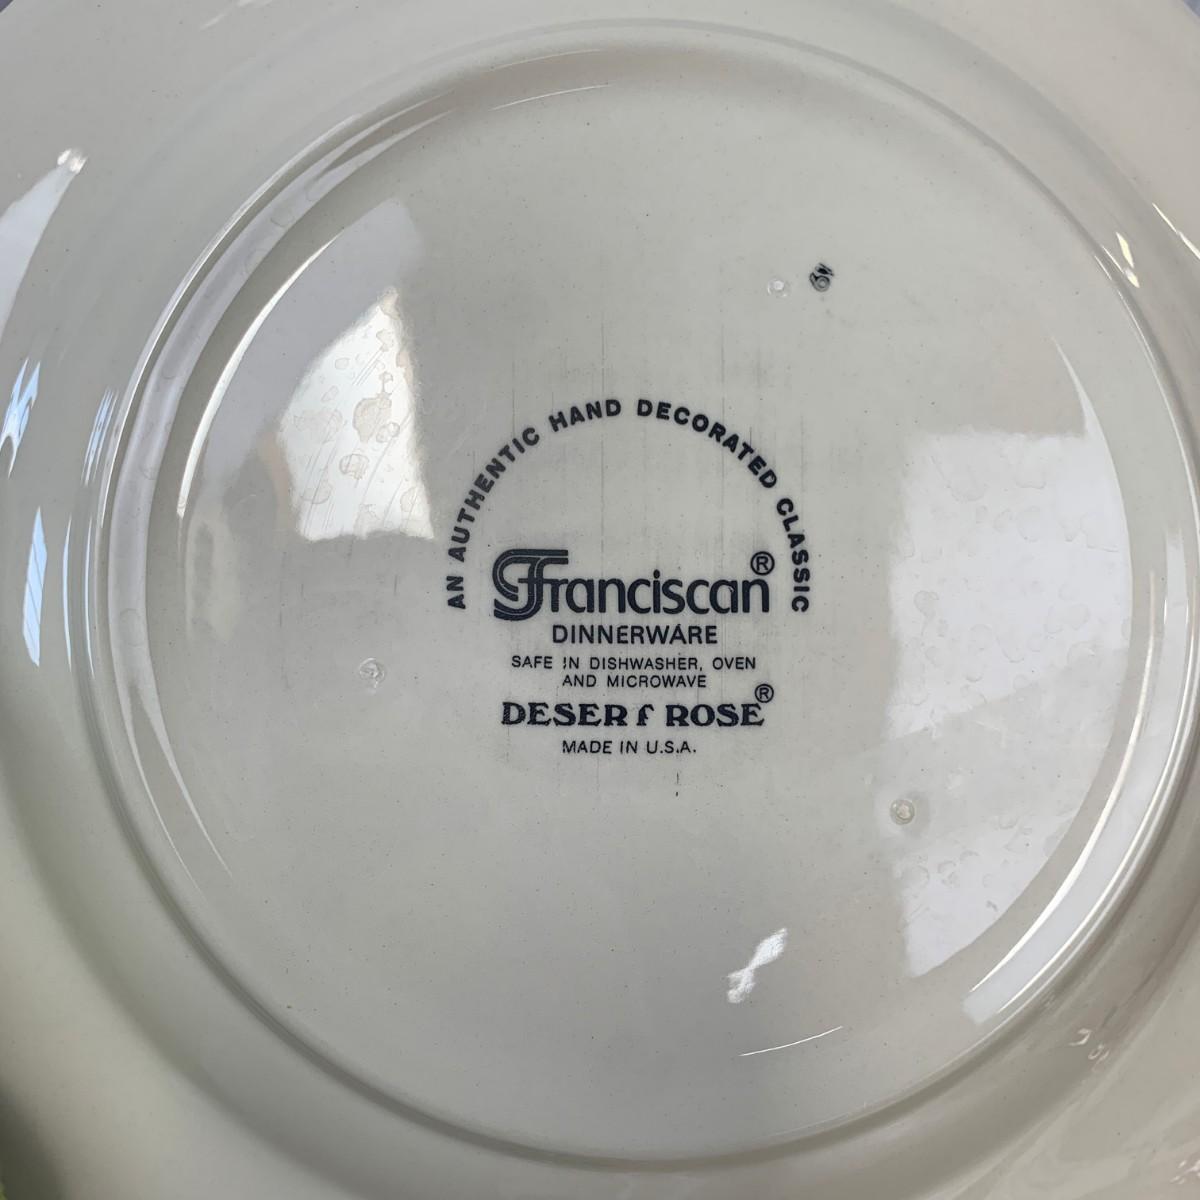 AN AUTHENTIC HAND DECORATED CLASSIC
Franciscan®
DINNERWARE
SAFE IN DISHWASHER, OVEN
AND MICROWAVE
DESERT ROSE®
MADE IN U.S.A.